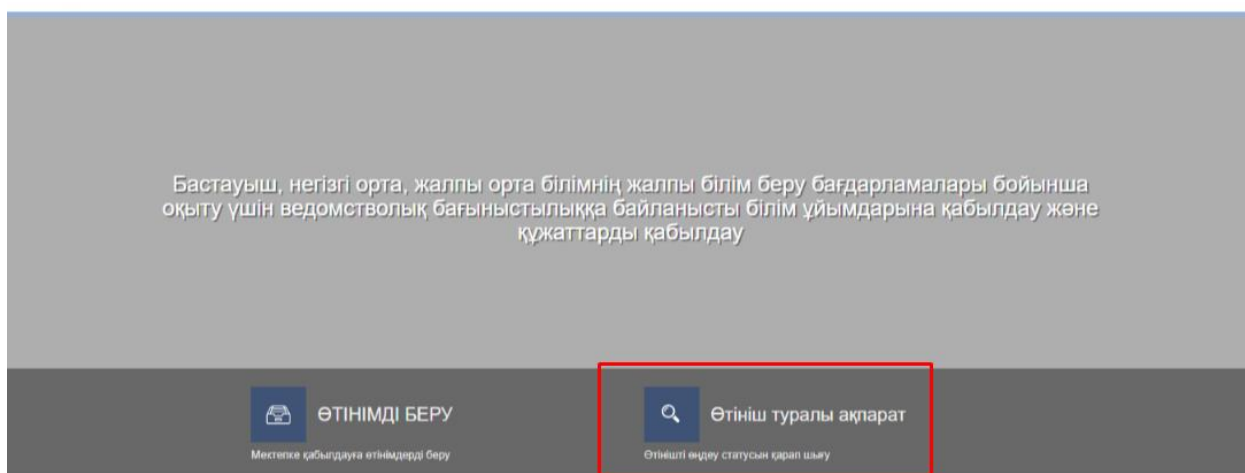 Бастауыш, негізгі орта, жалпы орта білімнің жалпы білім беру бағдарламалары бойынша
оқыту үшін ведомстволық бағыныстылыққа байланысты білім ұйымдарына қабылдау және
құжаттарды қабылдау
ӨТІНІМДІ БЕРУ
Мектепке қабылдауға өтінімдерді беру
Өтініш туралы ақпарат
Өтінішті өңдеу статусын қарап шығу